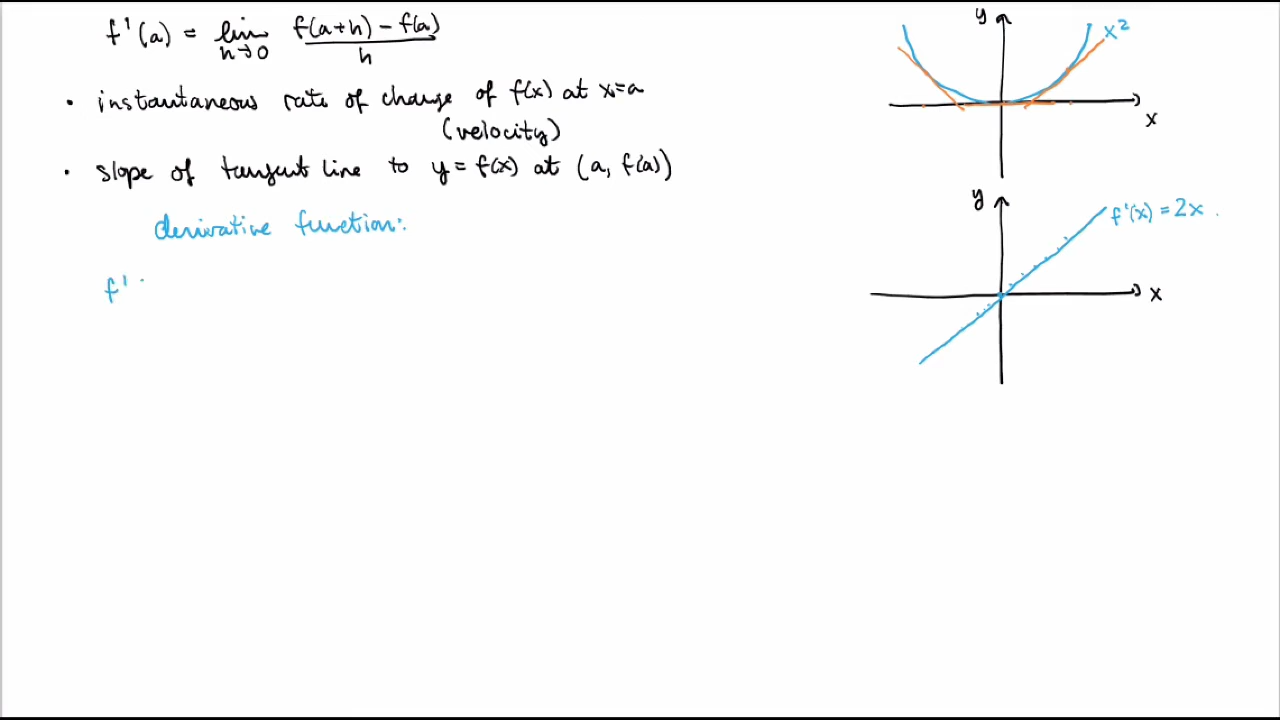 f'(a) = lim h→0 f(a+h) - f(a) / h
• instantaneous rate of change of f(x) at x=a
(velocity)
• slope of tangent line to y = f(x) at (a, f(a))
derivative function:
f'
y
x²
x
y
f'(x) = 2x
x